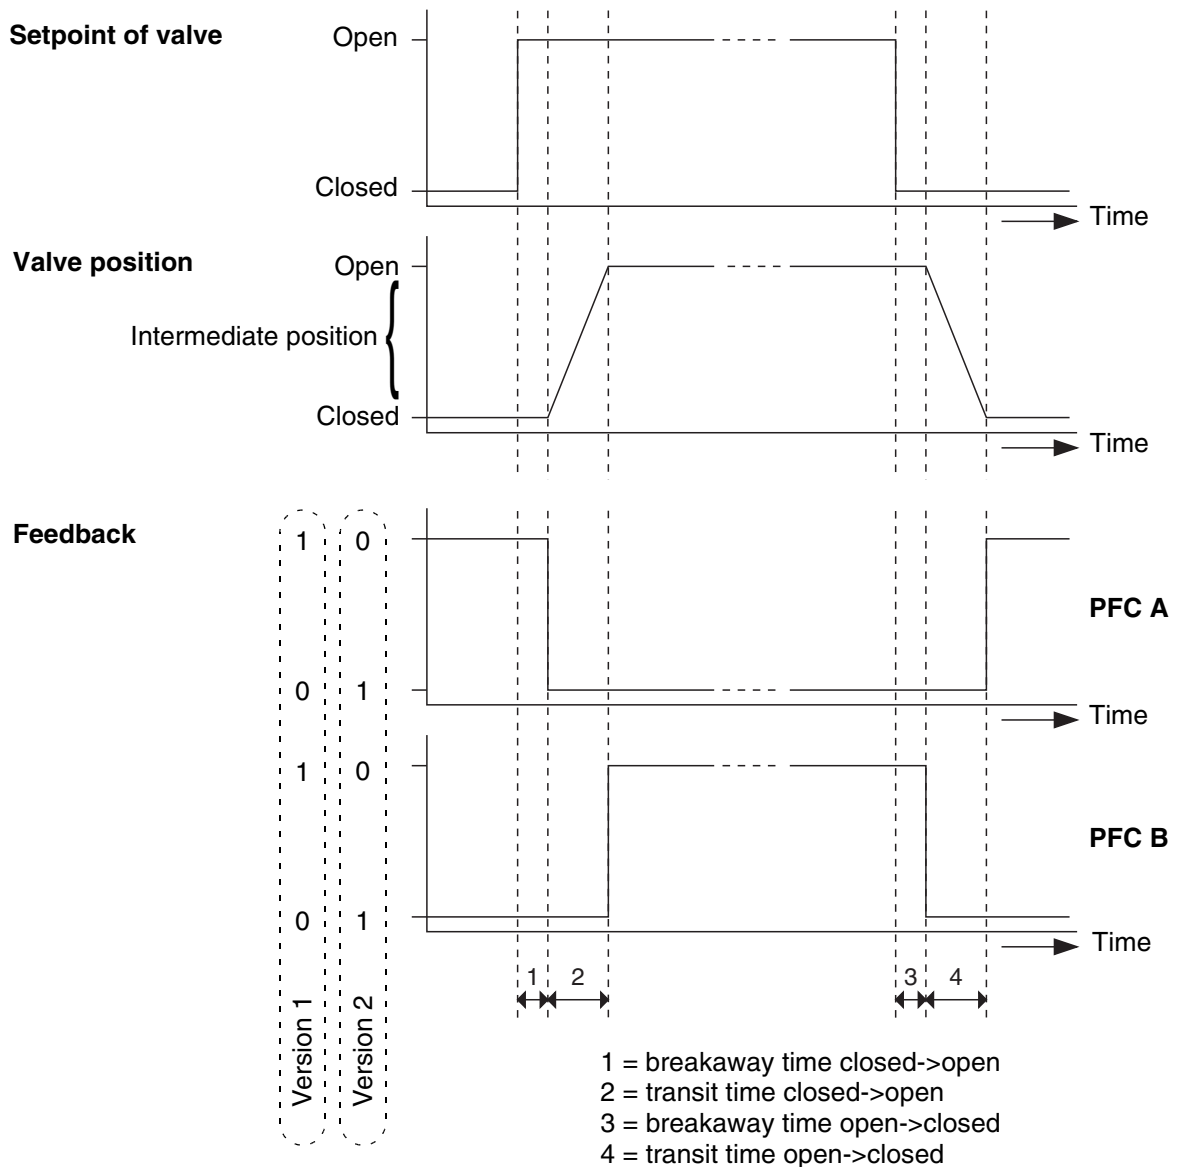 Setpoint of valve
Open
Closed
Time
Valve position
Open
Intermediate position
Closed
Time
Feedback
1 0
PFC A
0 1
Time
1 0
PFC B
0 1
Time
1 2 3 4
Version 1
Version 2
1 = breakaway time closed->open
2 = transit time closed->open
3 = breakaway time open->closed
4 = transit time open->closed